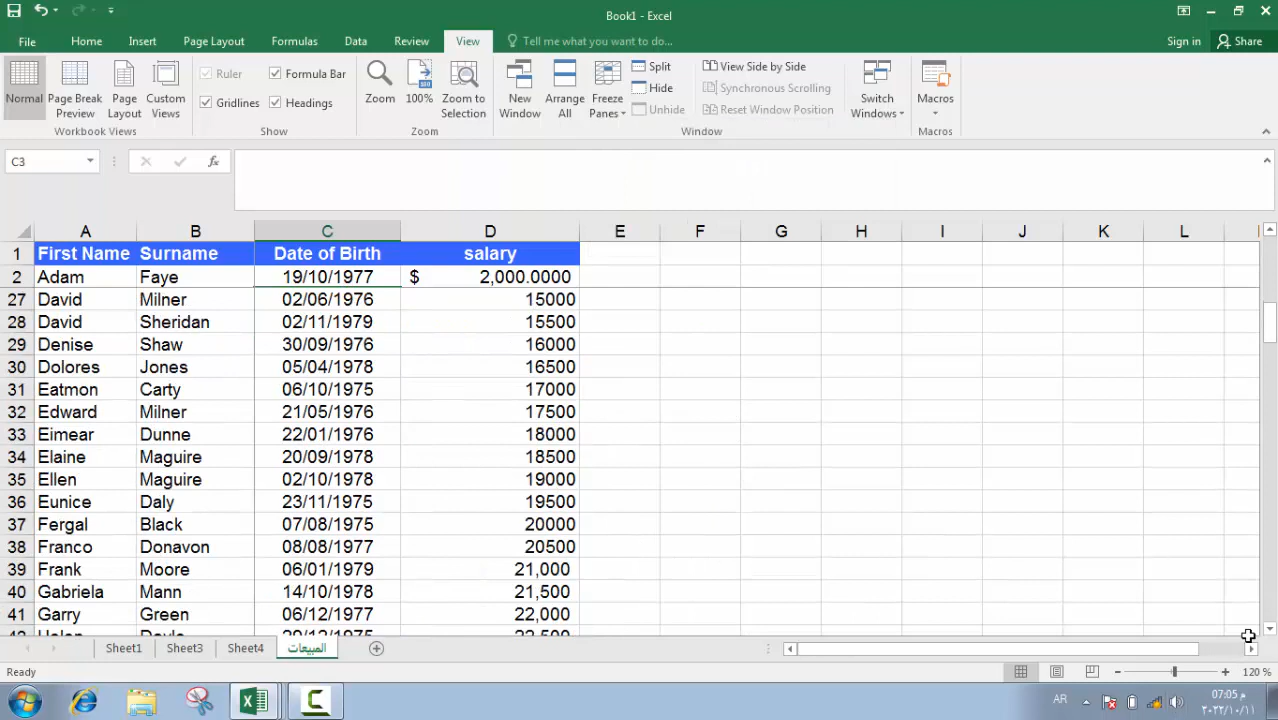 Book1 - Excel
File Home Insert Page Layout Formulas Data Review View Tell me what you want to do... Sign in Share
Normal
Page Break Preview
Page Layout
Custom Views
Workbook Views
Ruler
Formula Bar
Gridlines
Headings
Show
Zoom
100%
Zoom to Selection
Zoom
New Window
Arrange All
Freeze Panes
Split
Hide
Unhide
View Side by Side
Synchronous Scrolling
Reset Window Position
Window
Switch Windows
Macros
Macros
C3 fx
A B C D E F G H I J K L
1 First Name Surname Date of Birth salary
2 Adam Faye 19/10/1977 $ 2,000.0000
27 David Milner 02/06/1976 15000
28 David Sheridan 02/11/1979 15500
29 Denise Shaw 30/09/1976 16000
30 Dolores Jones 05/04/1978 16500
31 Eatmon Carty 06/10/1975 17000
32 Edward Milner 21/05/1976 17500
33 Eimear Dunne 22/01/1976 18000
34 Elaine Maguire 20/09/1978 18500
35 Ellen Maguire 02/10/1978 19000
36 Eunice Daly 23/11/1975 19500
37 Fergal Black 07/08/1975 20000
38 Franco Donavon 08/08/1977 20500
39 Frank Moore 06/01/1979 21,000
40 Gabriela Mann 14/10/1978 21,500
41 Garry Green 06/12/1977 22,000
Sheet1 Sheet3 Sheet4 المبيعات
Ready 120 %
AR 07:05 م
٢٠٢٢/١٠/١١